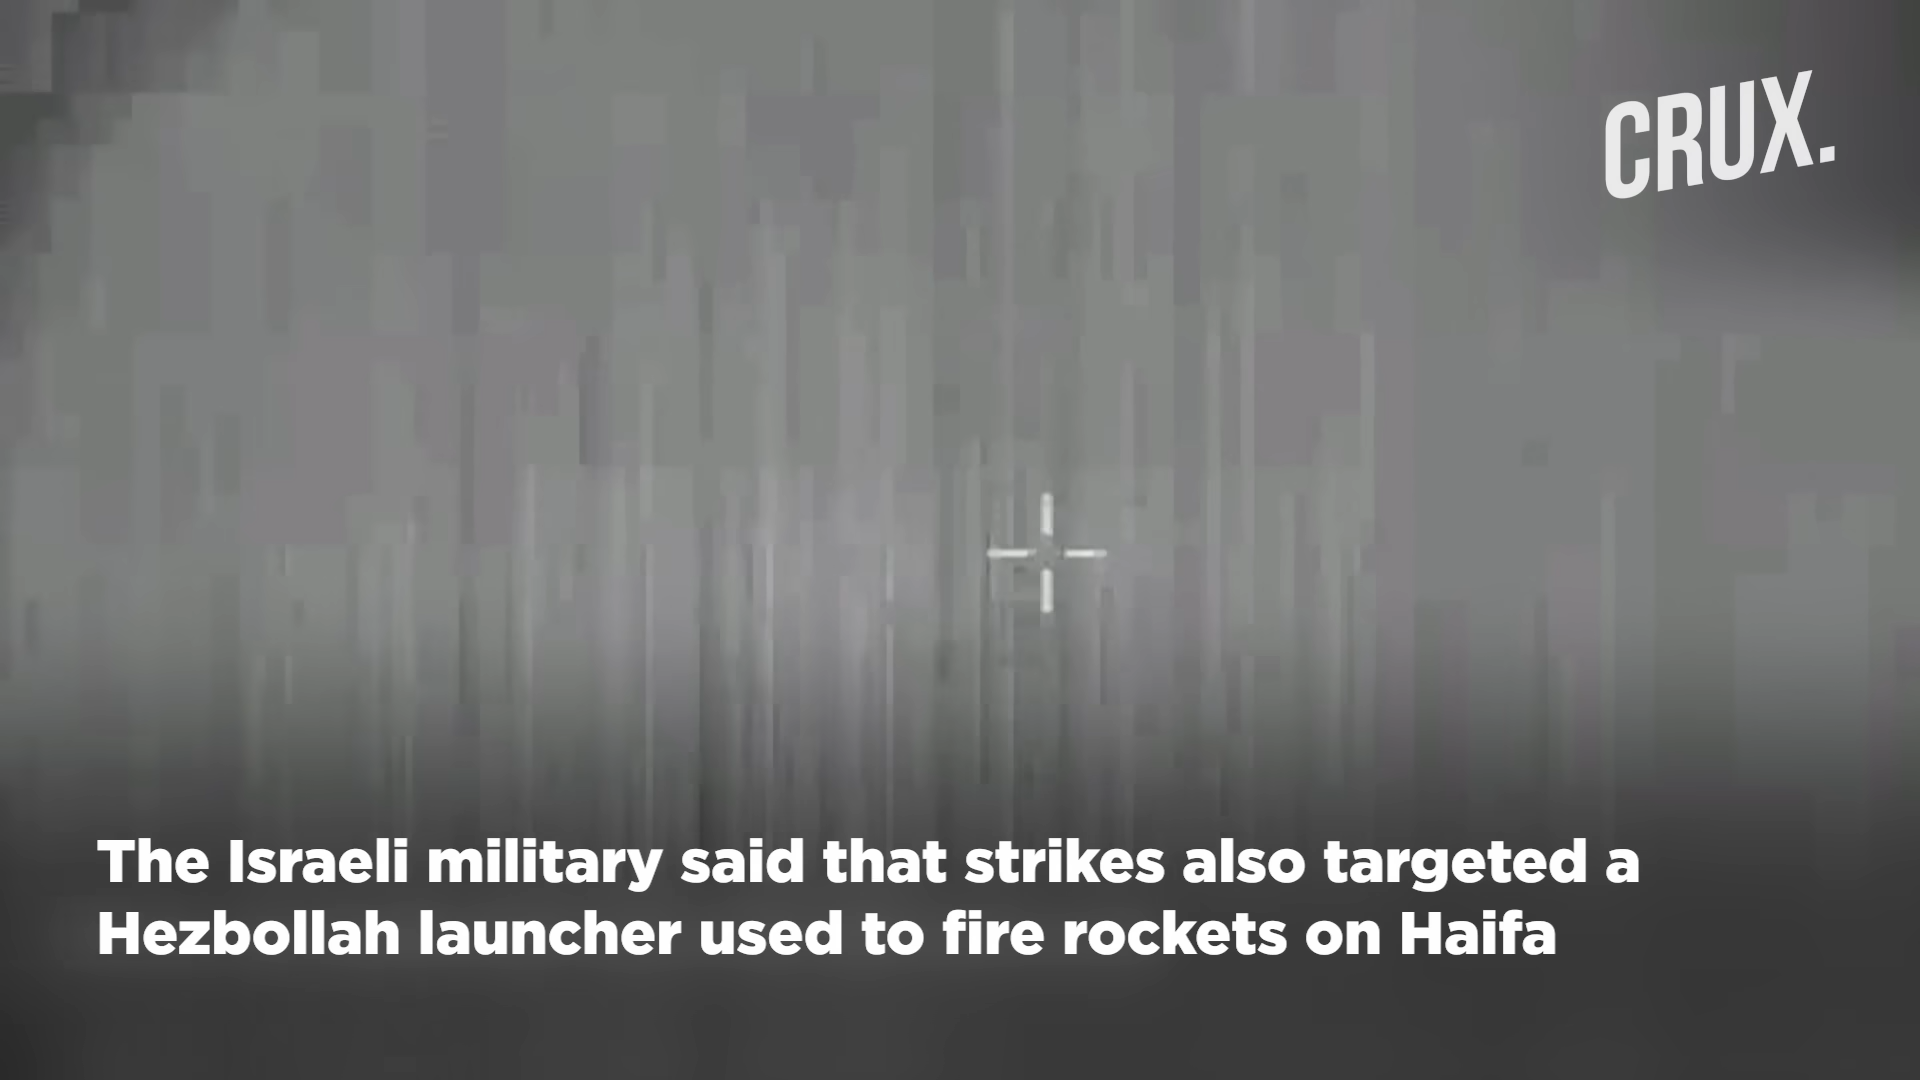 CRUX.
The Israeli military said that strikes also targeted a
Hezbollah launcher used to fire rockets on Haifa